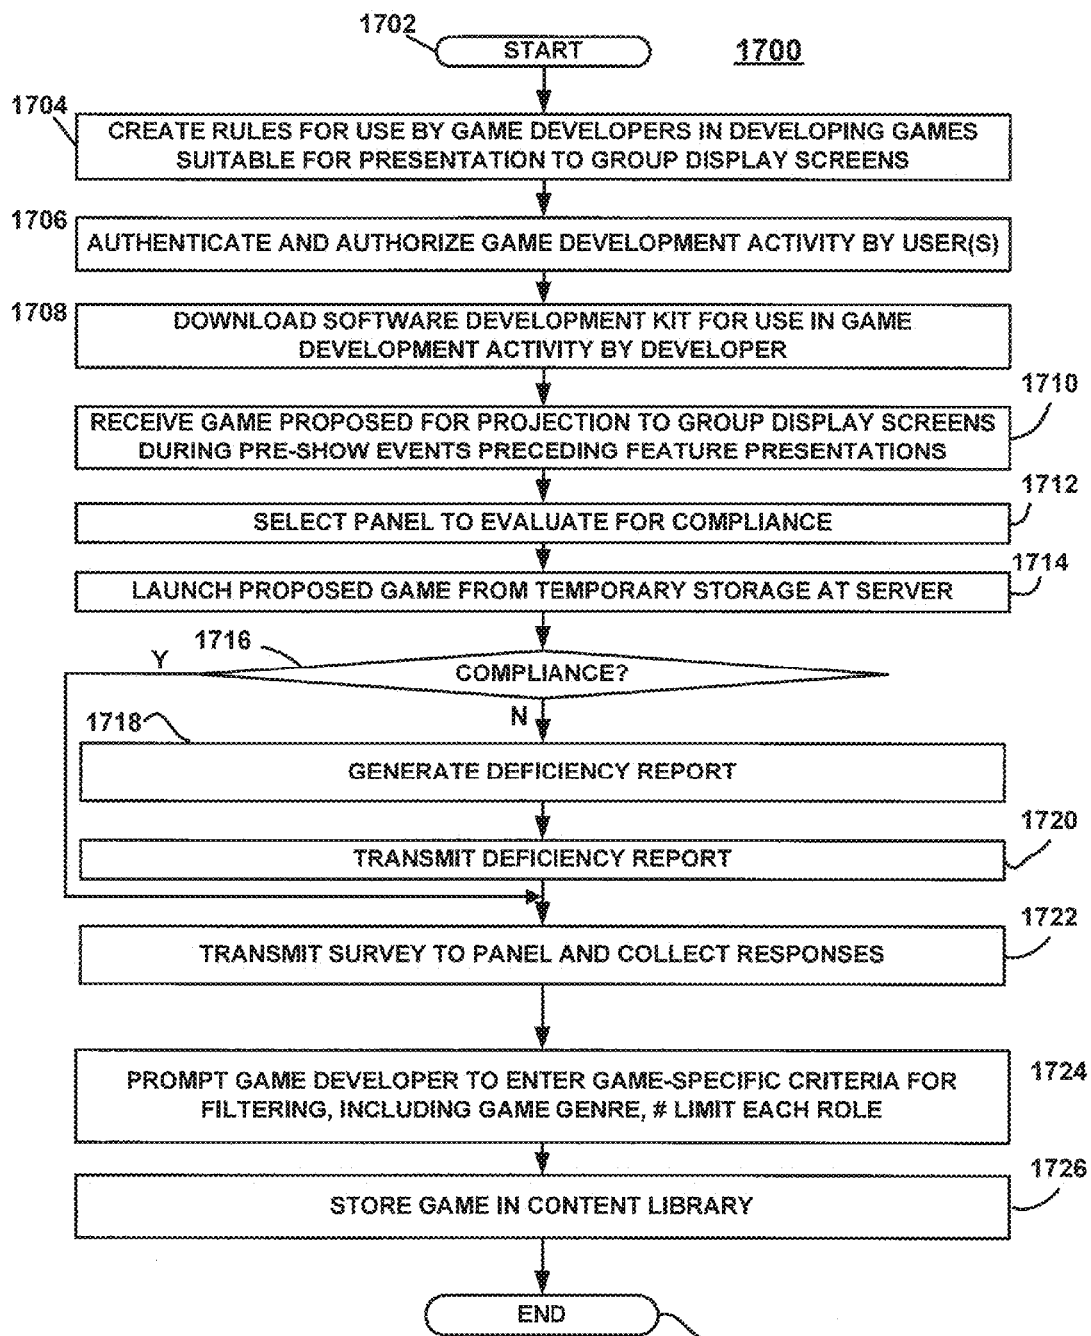 1702
START
1700
1704
CREATE RULES FOR USE BY GAME DEVELOPERS IN DEVELOPING GAMES
SUITABLE FOR PRESENTATION TO GROUP DISPLAY SCREENS
1706
AUTHENTICATE AND AUTHORIZE GAME DEVELOPMENT ACTIVITY BY USER(S)
1708
DOWNLOAD SOFTWARE DEVELOPMENT KIT FOR USE IN GAME
DEVELOPMENT ACTIVITY BY DEVELOPER
1710
RECEIVE GAME PROPOSED FOR PROJECTION TO GROUP DISPLAY SCREENS
DURING PRE-SHOW EVENTS PRECEDING FEATURE PRESENTATIONS
1712
SELECT PANEL TO EVALUATE FOR COMPLIANCE
1714
LAUNCH PROPOSED GAME FROM TEMPORARY STORAGE AT SERVER
1716
Y
COMPLIANCE?
N
1718
GENERATE DEFICIENCY REPORT
1720
TRANSMIT DEFICIENCY REPORT
1722
TRANSMIT SURVEY TO PANEL AND COLLECT RESPONSES
1724
PROMPT GAME DEVELOPER TO ENTER GAME-SPECIFIC CRITERIA FOR
FILTERING, INCLUDING GAME GENRE, # LIMIT EACH ROLE
1726
STORE GAME IN CONTENT LIBRARY
END